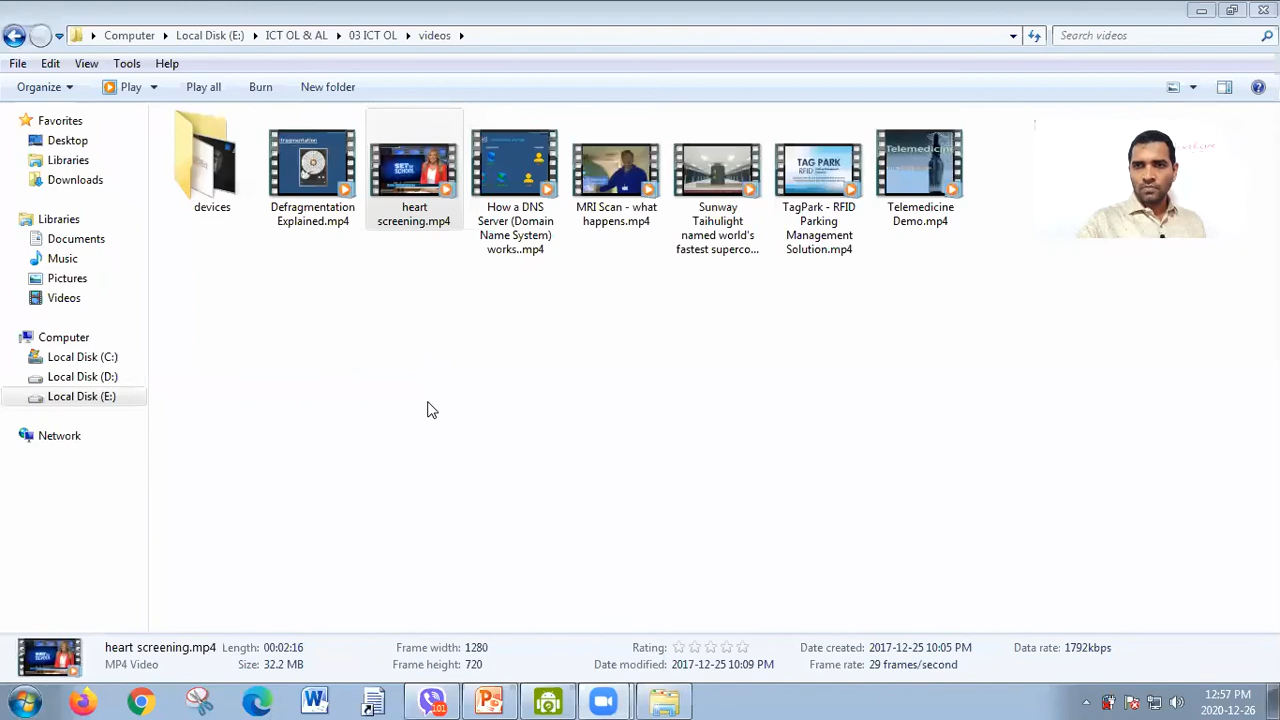 Computer Local Disk (E:) ICT OL & AL 03 ICT OL videos
Search videos
File Edit View Tools Help
Organize Play Play all Burn New folder
Favorites
Desktop
Libraries
Downloads
Libraries
Documents
Music
Pictures
Videos
Computer
Local Disk (C:)
Local Disk (D:)
Local Disk (E:)
Network
devices
Defragmentation
Explained.mp4
heart
screening.mp4
How a DNS
Server (Domain
Name System)
works..mp4
MRI Scan - what
happens.mp4
Sunway
Taihulight
named world's
fastest superco...
TAG PARK
RFID
TagPark - RFID
Parking
Management
Solution.mp4
Telemedicine
Telemedicine
Demo.mp4
heart screening.mp4 Length: 00:02:16 Frame width: 1280 Rating: Date created: 2017-12-25 10:05 PM Data rate: 1792kbps
MP4 Video Size: 32.2 MB Frame height: 720 Date modified: 2017-12-25 10:09 PM Frame rate: 29 frames/second
101
12:57 PM
2020-12-26